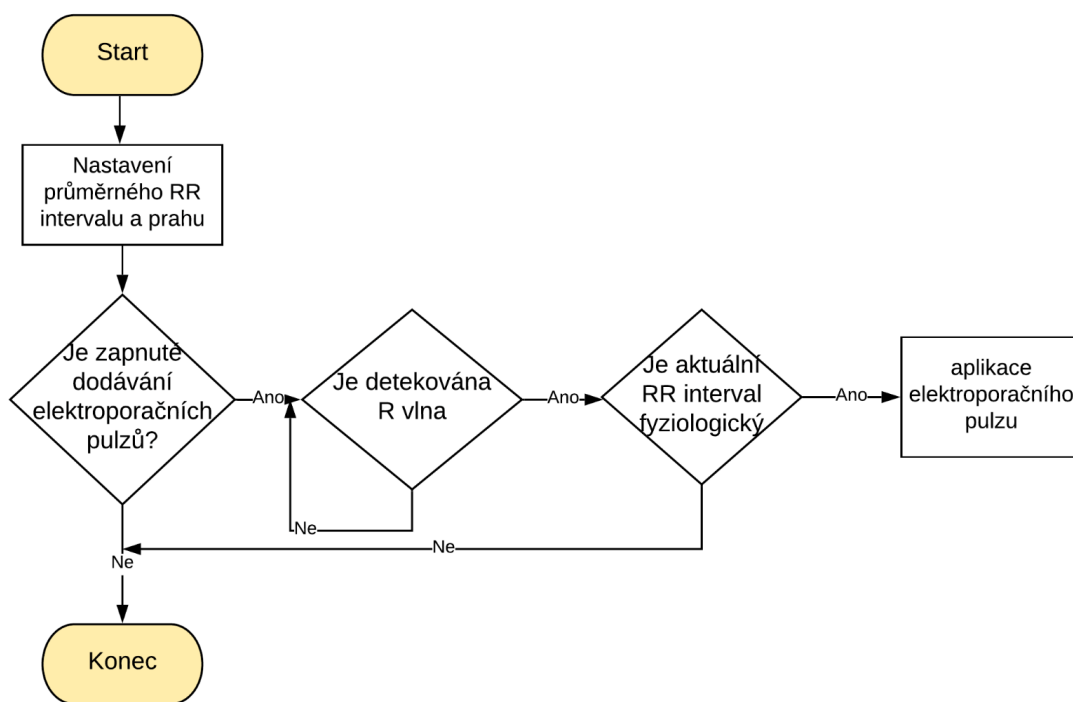 Start
Nastavení
průměrného RR
intervalu a prahu
Je zapnuté
dodávání
elektroporačních
pulzů?
Ano
Je detekována
R vlna
Ano
Je aktuální
RR interval
fyziologický
Ano
aplikace
elektroporačního
pulzu
Ne
Ne
Ne
Konec